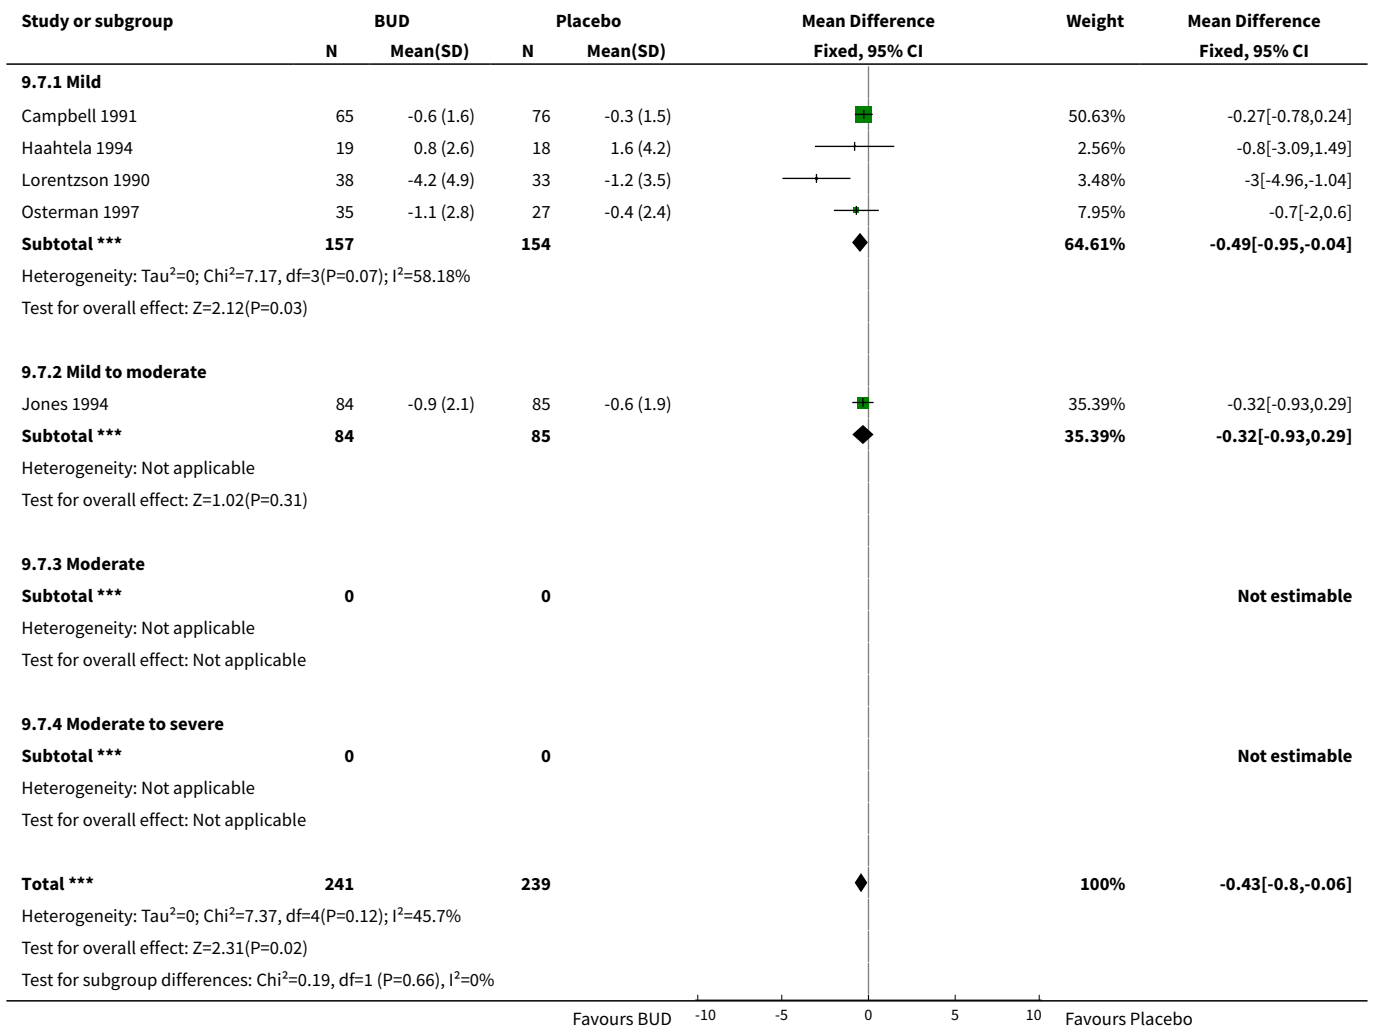 Study or subgroup BUD Placebo Mean Difference Weight Mean Difference
N Mean(SD) N Mean(SD) Fixed, 95% CI Fixed, 95% CI
9.7.1 Mild
Campbell 1991 65 -0.6 (1.6) 76 -0.3 (1.5) 50.63% -0.27[-0.78,0.24]
Haahtela 1994 19 0.8 (2.6) 18 1.6 (4.2) 2.56% -0.8[-3.09,1.49]
Lorentzson 1990 38 -4.2 (4.9) 33 -1.2 (3.5) 3.48% -3[-4.96,-1.04]
Osterman 1997 35 -1.1 (2.8) 27 -0.4 (2.4) 7.95% -0.7[-2,0.6]
Subtotal *** 157 154 64.61% -0.49[-0.95,-0.04]
Heterogeneity: Tau²=0; Chi²=7.17, df=3(P=0.07); I²=58.18%
Test for overall effect: Z=2.12(P=0.03)
9.7.2 Mild to moderate
Jones 1994 84 -0.9 (2.1) 85 -0.6 (1.9) 35.39% -0.32[-0.93,0.29]
Subtotal *** 84 85 35.39% -0.32[-0.93,0.29]
Heterogeneity: Not applicable
Test for overall effect: Z=1.02(P=0.31)
9.7.3 Moderate
Subtotal *** 0 0 Not estimable
Heterogeneity: Not applicable
Test for overall effect: Not applicable
9.7.4 Moderate to severe
Subtotal *** 0 0 Not estimable
Heterogeneity: Not applicable
Test for overall effect: Not applicable
Total *** 241 239 100% -0.43[-0.8,-0.06]
Heterogeneity: Tau²=0; Chi²=7.37, df=4(P=0.12); I²=45.7%
Test for overall effect: Z=2.31(P=0.02)
Test for subgroup differences: Chi²=0.19, df=1 (P=0.66), I²=0%
Favours BUD -10 -5 0 5 10 Favours Placebo